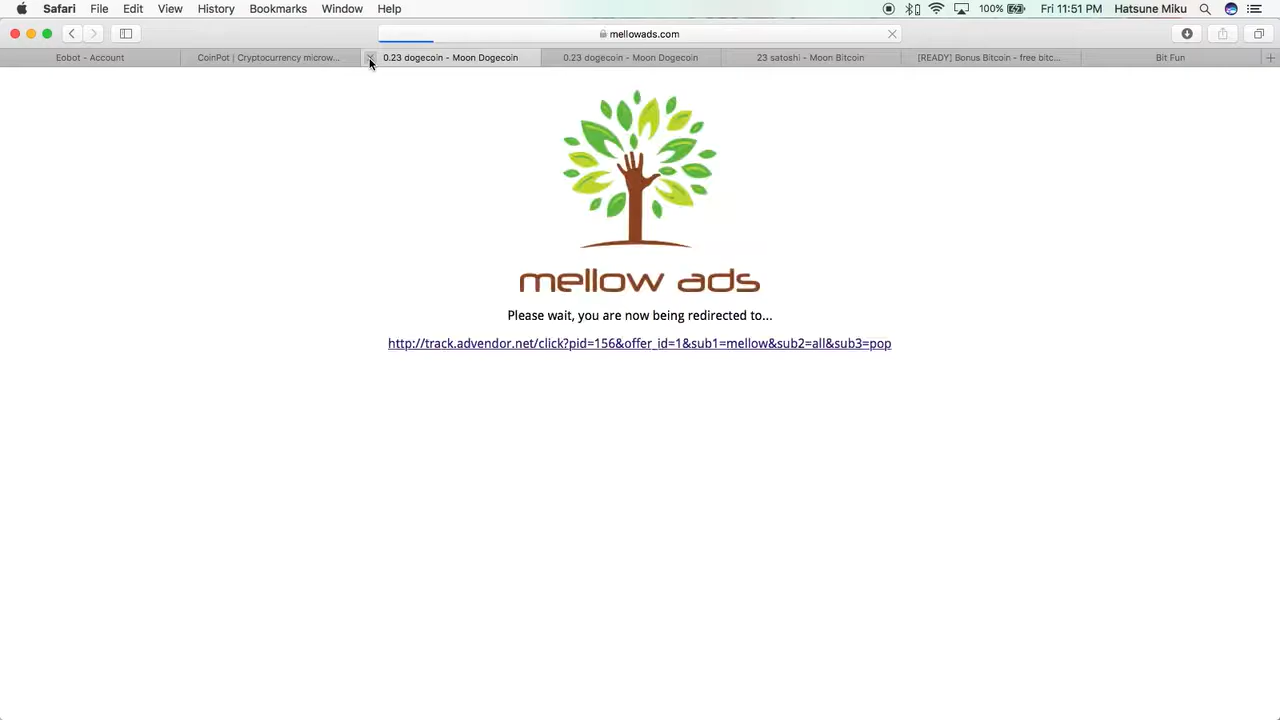 Safari File Edit View History Bookmarks Window Help 100% Fri 11:51 PM Hatsune Miku
mellowads.com
Eobot - Account CoinPot | Cryptocurrency microw... 0.23 dogecoin - Moon Dogecoin 0.23 dogecoin - Moon Dogecoin 23 satoshi - Moon Bitcoin [READY] Bonus Bitcoin - free bitc... Bit Fun
mellow ads
Please wait, you are now being redirected to...
http://track.advendor.net/click?pid=156&offer_id=1&sub1=mellow&sub2=all&sub3=pop